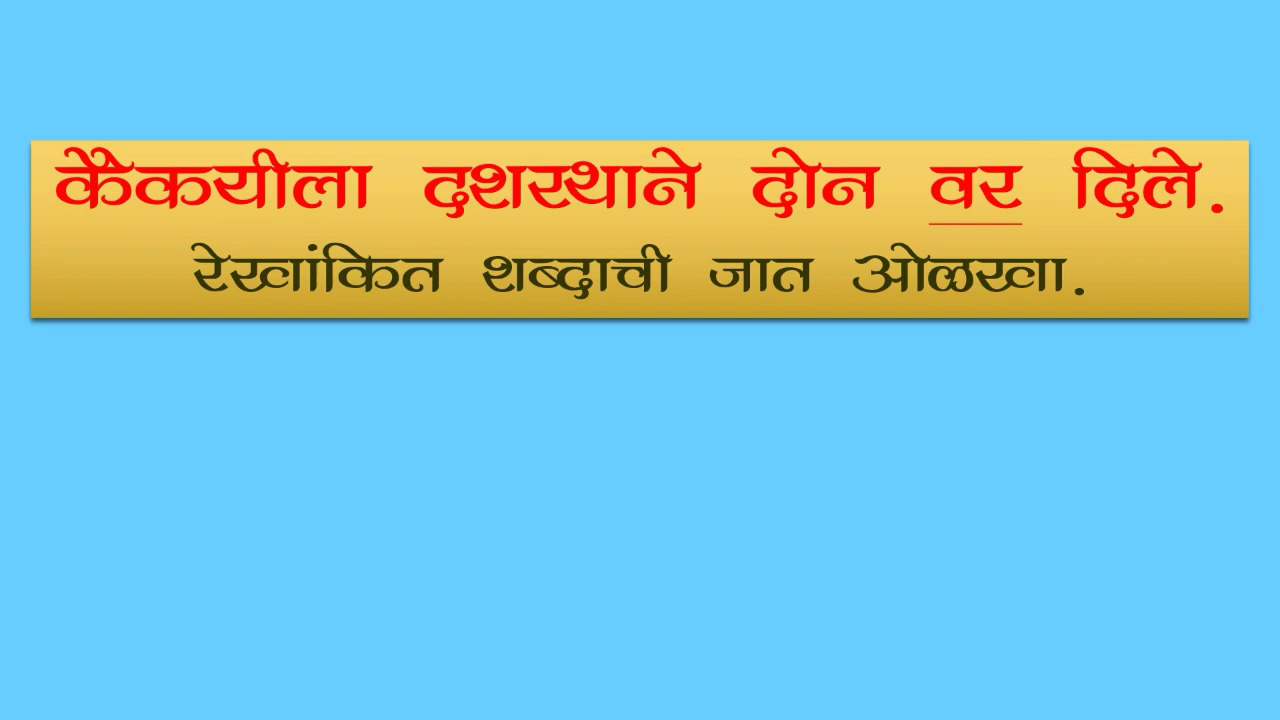 कैकयीला दशरथाने दोन वर दिले.
रेखांकित शब्दाची जात ओळखा.